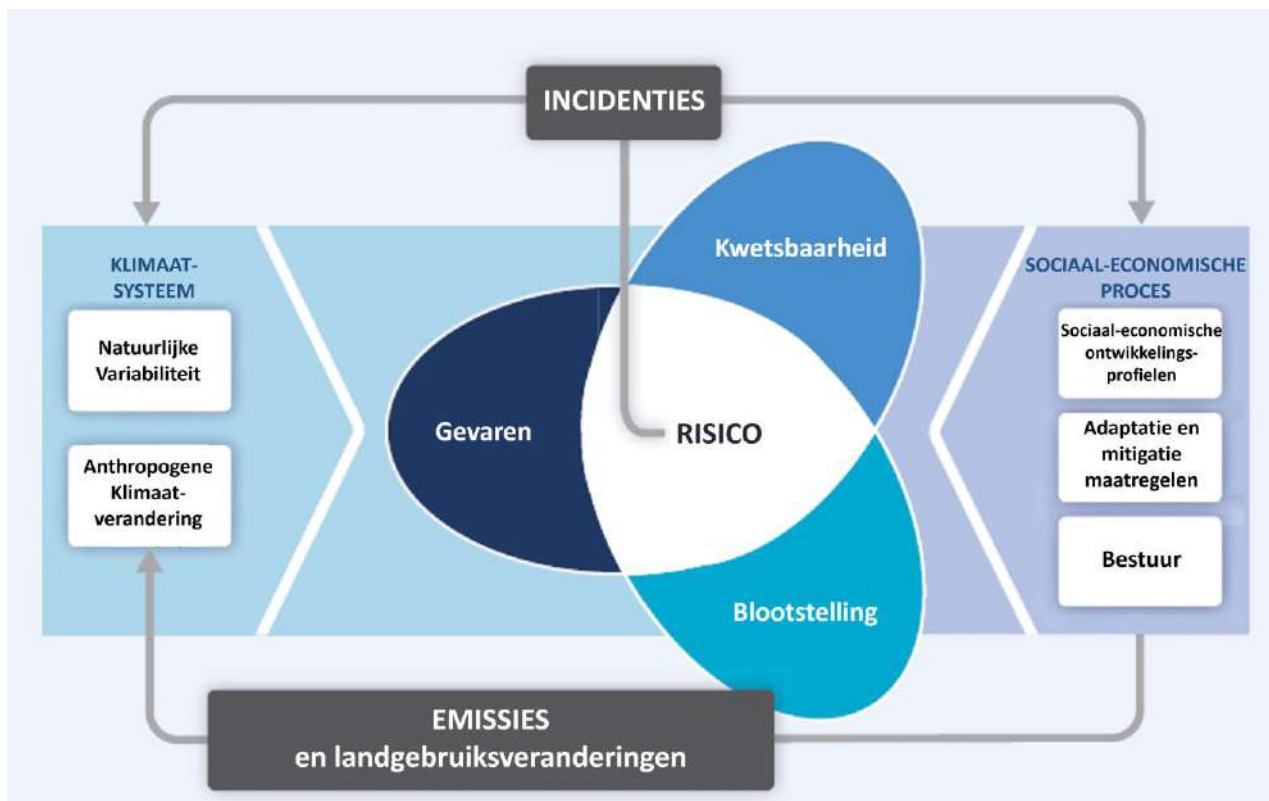 INCIDENTIES
KLIMAAT-
SYSTEEM
Natuurlijke
Variabiliteit
Anthropogene
Klimaat-
verandering
Gevaren
Kwetsbaarheid
RISICO
Blootstelling
SOCIAAL-ECONOMISCHE
PROCES
Sociaal-economische
ontwikkelings-
profielen
Adaptatie en
mitigatie
maatregelen
Bestuur
EMISSIES
en landgebruiksveranderingen